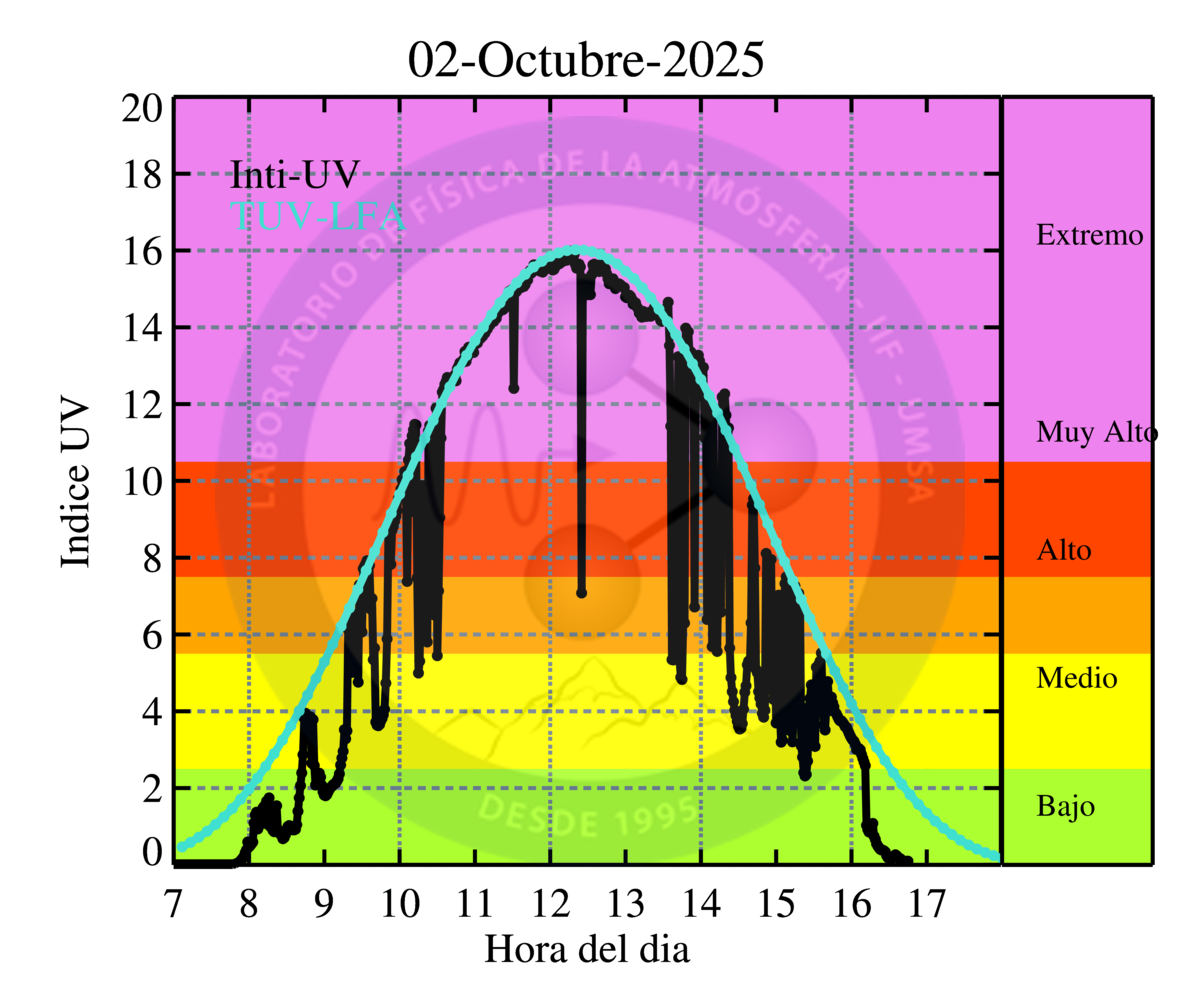 02-Octubre-2025
20
18
16
14
12
10
8
6
4
2
0
Indice UV
Inti-UV
TUV-LFA
LABORATORIO DE FÍSICA DE LA ATMÓSFERA - IIF - UMSA
DESDE 1995
Extremo
Muy Alto
Alto
Medio
Bajo
7 8 9 10 11 12 13 14 15 16 17
Hora del dia